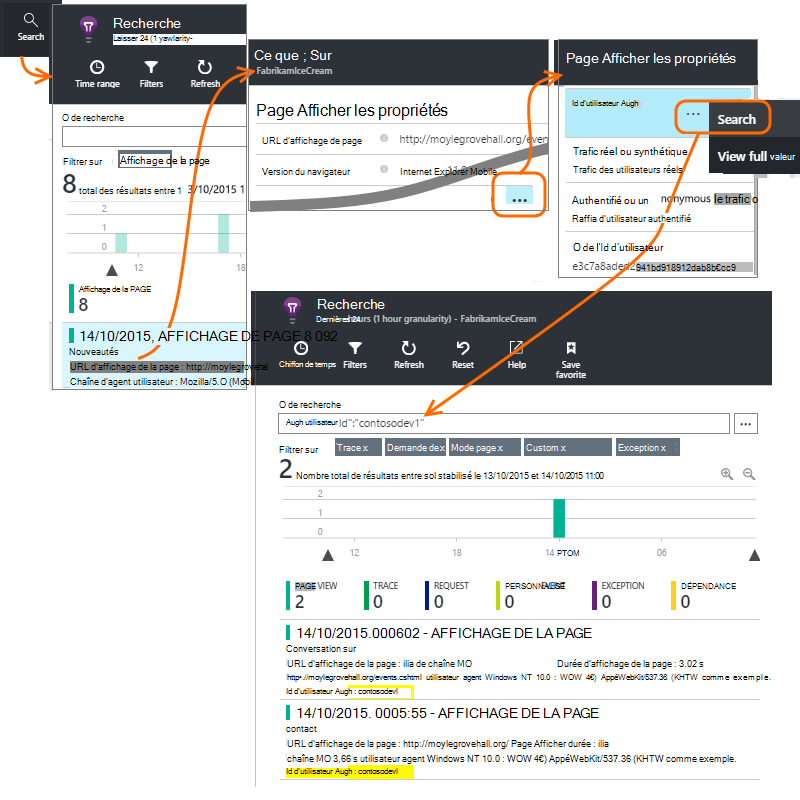 Search
Recherche
Laisser 24 (1 yawlarity-
Time range
Filters
Refresh
O de recherche
Filtrer sur
Affichage de la page
8 total des résultats entre 1 3/10/2015 1
2
1
0
12
18
Affichage de la PAGE
8
14/10/2015, AFFICHAGE DE PAGE 8 092
Nouveautés
URL d'affichage de la page : http://moylegrovehal
Chaîne d'agent utilisateur : Mozilla/5.O (Mobil
Ce que ; Sur
FabrikamIceCream
Page Afficher les propriétés
URL d'affichage de page
http://moylegrovehall.org/even
Version du navigateur
Internet Explorer Mobile
...
Page Afficher les propriétés
Id d'utilisateur Augh
...
Search
View full valeur
Trafic réel ou synthétique
Trafic des utilisateurs réels
Authentifié ou un
nonymous le trafic o
Raffia d'utilisateur authentifié
O de l'Id d'utilisateur
e3c7a8aded2941bd918912dab8b€cc9
Recherche
Dernières 24 hours (1 hour granularity) - FabrikamIceCream
Chiffon de temps
Filters
Refresh
Reset
Help
Save favorite
O de recherche
Augh utilisateur Id":"contosodev1"
...
Filtrer sur
Trace x
Demande de x
Mode page x
Custom x
Exception x
2 Nombre total de résultats entre sol stabilisé le 13/10/2015 et 14/10/2015 11:00
2
1
0
12
18
14 PTOM
06
PAGE VIEW
2
TRACE
0
REQUEST
0
PERSONNALISÉ
0
EXCEPTION
0
DÉPENDANCE
0
14/10/2015.000602 - AFFICHAGE DE LA PAGE
Conversation sur
URL d'affichage de la page : ilia de chaîne MO
Durée d'affichage de la page : 3.02 s
http•//moylegrovehall.org/events.cshtml utilisateur agent Windows NT 10.0 : WOW 4€) AppéWebKit/537.36 (KHTW comme exemple.
Id d'utilisateur Augh : contosodevl
14/10/2015. 0005:55 - AFFICHAGE DE LA PAGE
contact
URL d'affichage de la page : http://moylegrovehall.org/ Page Afficher durée : ilia
chaîne MO 3,66 s utilisateur agent Windows NT 10.0 : WOW 4€) AppéWebKit/537.36 (KHTW comme exemple.
Id d'utilisateur Augh : contosodevl